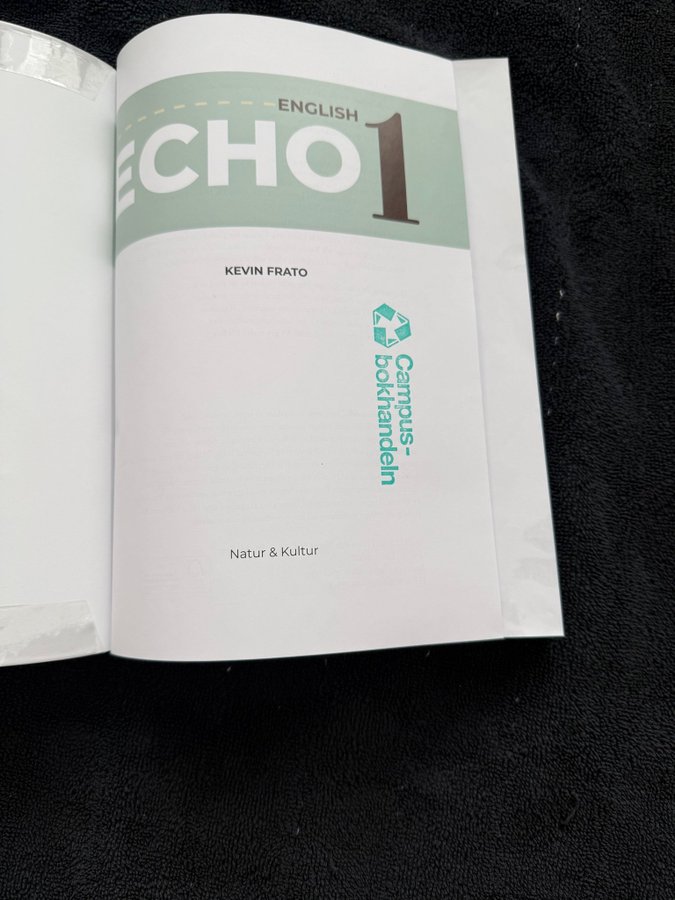 ENGLISH
ECHO 1
KEVIN FRATO
Campus-
bokhandeln
Natur & Kultur